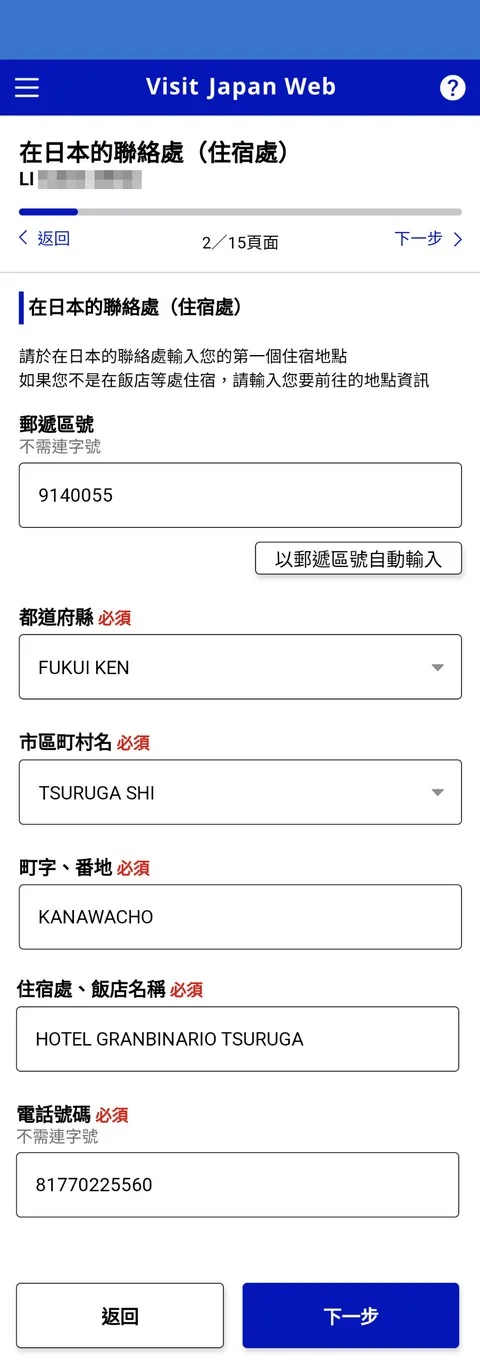 Visit Japan Web
?
在日本的聯絡處（住宿處）
LI
返回
2／15頁面
下一步
在日本的聯絡處（住宿處）
請於在日本的聯絡處輸入您的第一個住宿地點
如果您不是在飯店等處住宿，請輸入您要前往的地點資訊
郵遞區號
不需連字號
9140055
以郵遞區號自動輸入
都道府縣 必須
FUKUI KEN
市區町村名 必須
TSURUGA SHI
町字、番地 必須
KANAWACHO
住宿處、飯店名稱 必須
HOTEL GRANBINARIO TSURUGA
電話號碼 必須
不需連字號
81770225560
返回
下一步